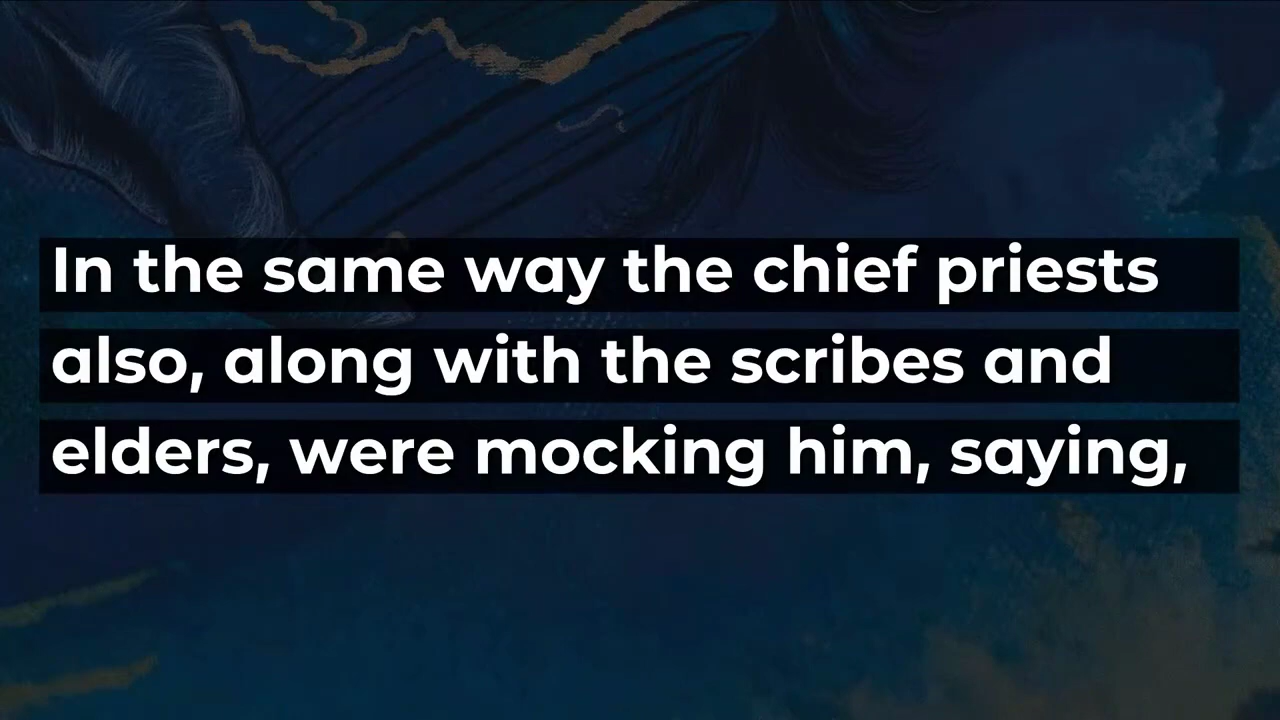 In the same way the chief priests
also, along with the scribes and
elders, were mocking him, saying,